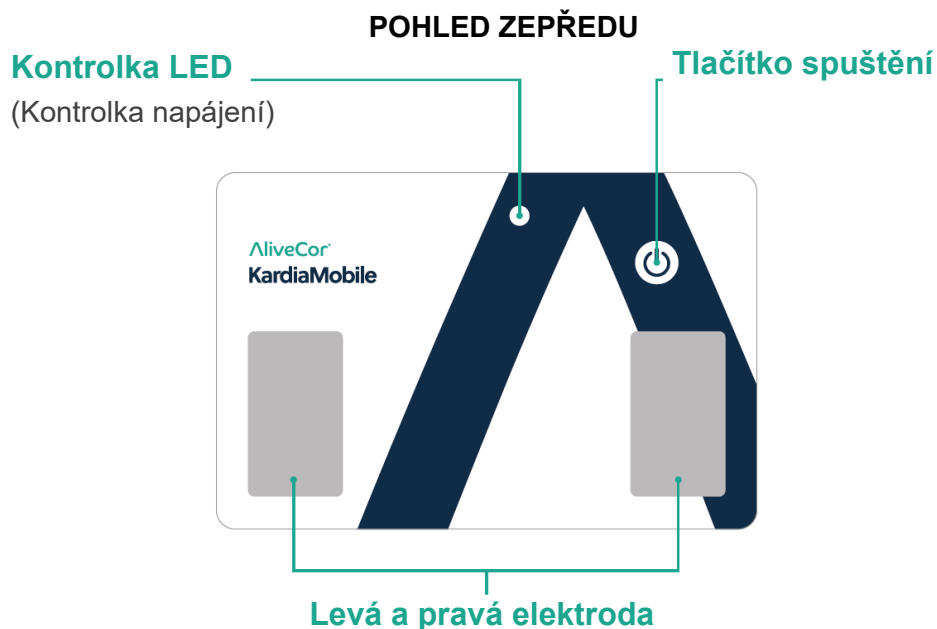 POHLED ZEPŘEDU
Kontrolka LED
(Kontrolka napájení)
Tlačítko spuštění
AliveCor
KardiaMobile
Levá a pravá elektroda